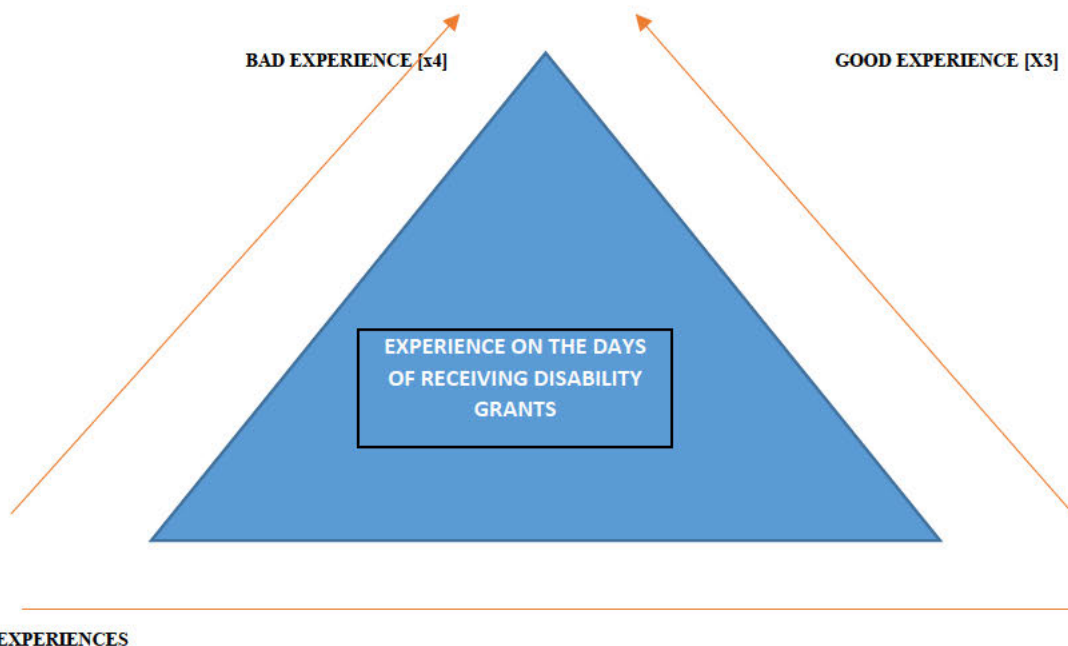 BAD EXPERIENCE [x4]
GOOD EXPERIENCE [X3]
EXPERIENCE ON THE DAYS
OF RECEIVING DISABILITY
GRANTS
EXPERIENCES